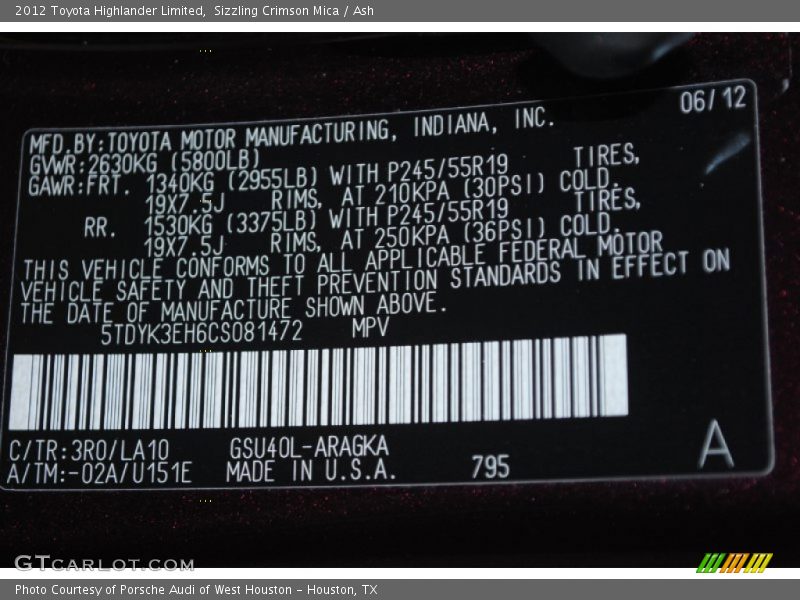 2012 Toyota Highlander Limited,  Sizzling Crimson Mica / Ash
06/12
MFD.BY:TOYOTA MOTOR MANUFACTURING, INDIANA, INC.
GVWR:2630KG (5800LB)
GAWR:FRT. 1340KG (2955LB) WITH P245/55R19 TIRES,
19X7.5J RIMS, AT 210KPA (30PSI) COLD.
RR. 1530KG (3375LB) WITH P245/55R19 TIRES,
19X7.5J RIMS, AT 250KPA (36PSI) COLD.
THIS VEHICLE CONFORMS TO ALL APPLICABLE FEDERAL MOTOR
VEHICLE SAFETY AND THEFT PREVENTION STANDARDS IN EFFECT ON
THE DATE OF MANUFACTURE SHOWN ABOVE.
5TDYK3EH6CS081472 MPV
C/TR:3R0/LA10 GSU40L-ARAGKA
A/TM:-02A/U151E MADE IN U.S.A. 795 A
GTCARLOT.COM
Photo Courtesy of Porsche Audi of West Houston - Houston, TX